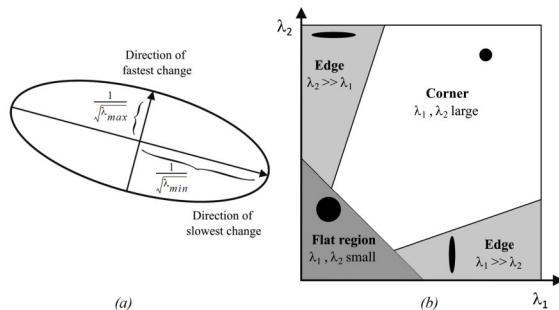 Direction of
fastest change
1
√λmax
1
√λmin
Direction of
slowest change
(a)
λ2
Edge
λ2 >> λ1
Corner
λ1 , λ2 large
Flat region
λ1 , λ2 small
Edge
λ1 >> λ2
λ1
(b)